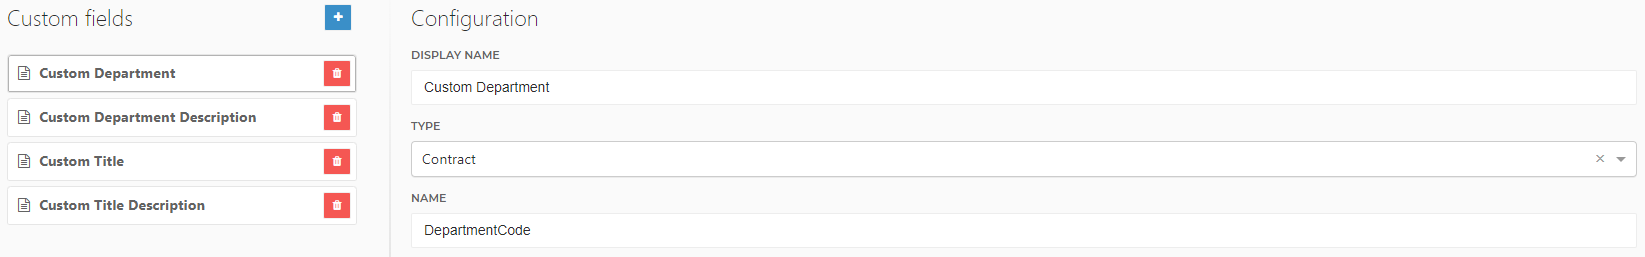 Custom fields
Custom Department
Custom Department Description
Custom Title
Custom Title Description
Configuration
DISPLAY NAME
Custom Department
TYPE
Contract
NAME
DepartmentCode